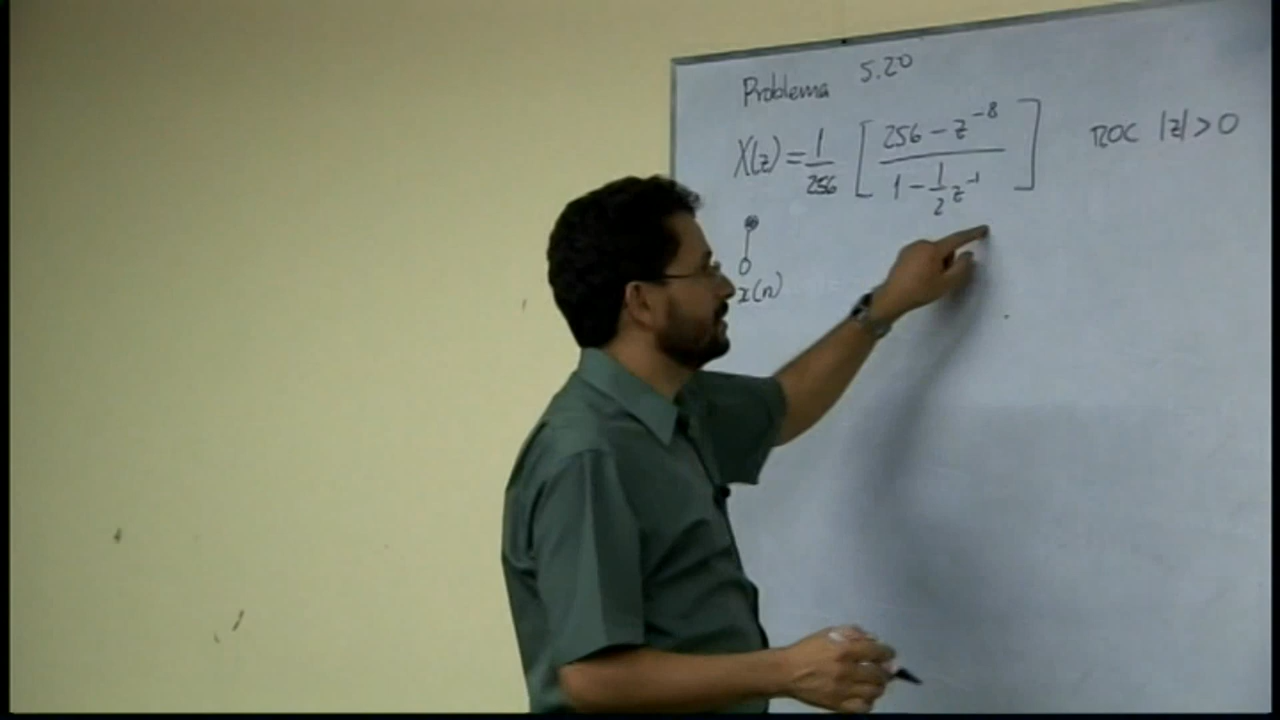 Problema 5.20
X(z) = 1/256 [ (256 - z^-8) / (1 - 1/2 z^-1) ] ROC |z| > 0
x(n)